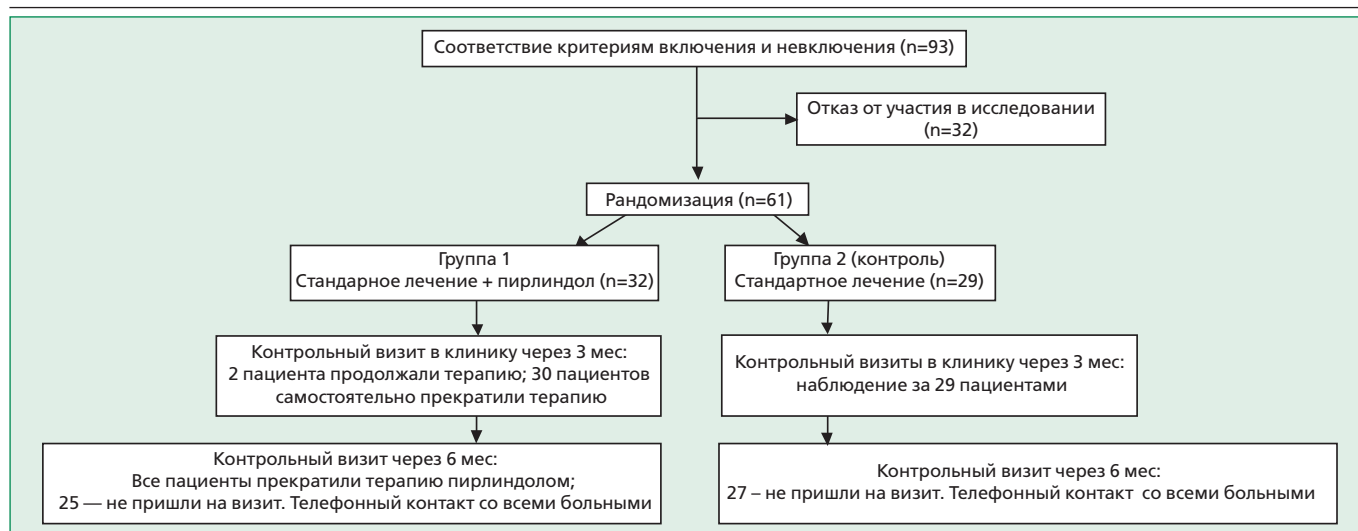 Соответствие критериям включения и невключения (n=93)
Отказ от участия в исследовании
(n=32)
Рандомизация (n=61)
Группа 1
Стандарное лечение + пирлиндол (n=32)
Группа 2 (контроль)
Стандартное лечение (n=29)
Контрольный визит в клинику через 3 мес:
2 пациента продолжали терапию; 30 пациентов
самостоятельно прекратили терапию
Контрольный визиты в клинику через 3 мес:
наблюдение за 29 пациентами
Контрольный визит через 6 мес:
Все пациенты прекратили терапию пирлиндолом;
25 — не пришли на визит. Телефонный контакт со всеми больными
Контрольный визит через 6 мес:
27 – не пришли на визит. Телефонный контакт со всеми больными